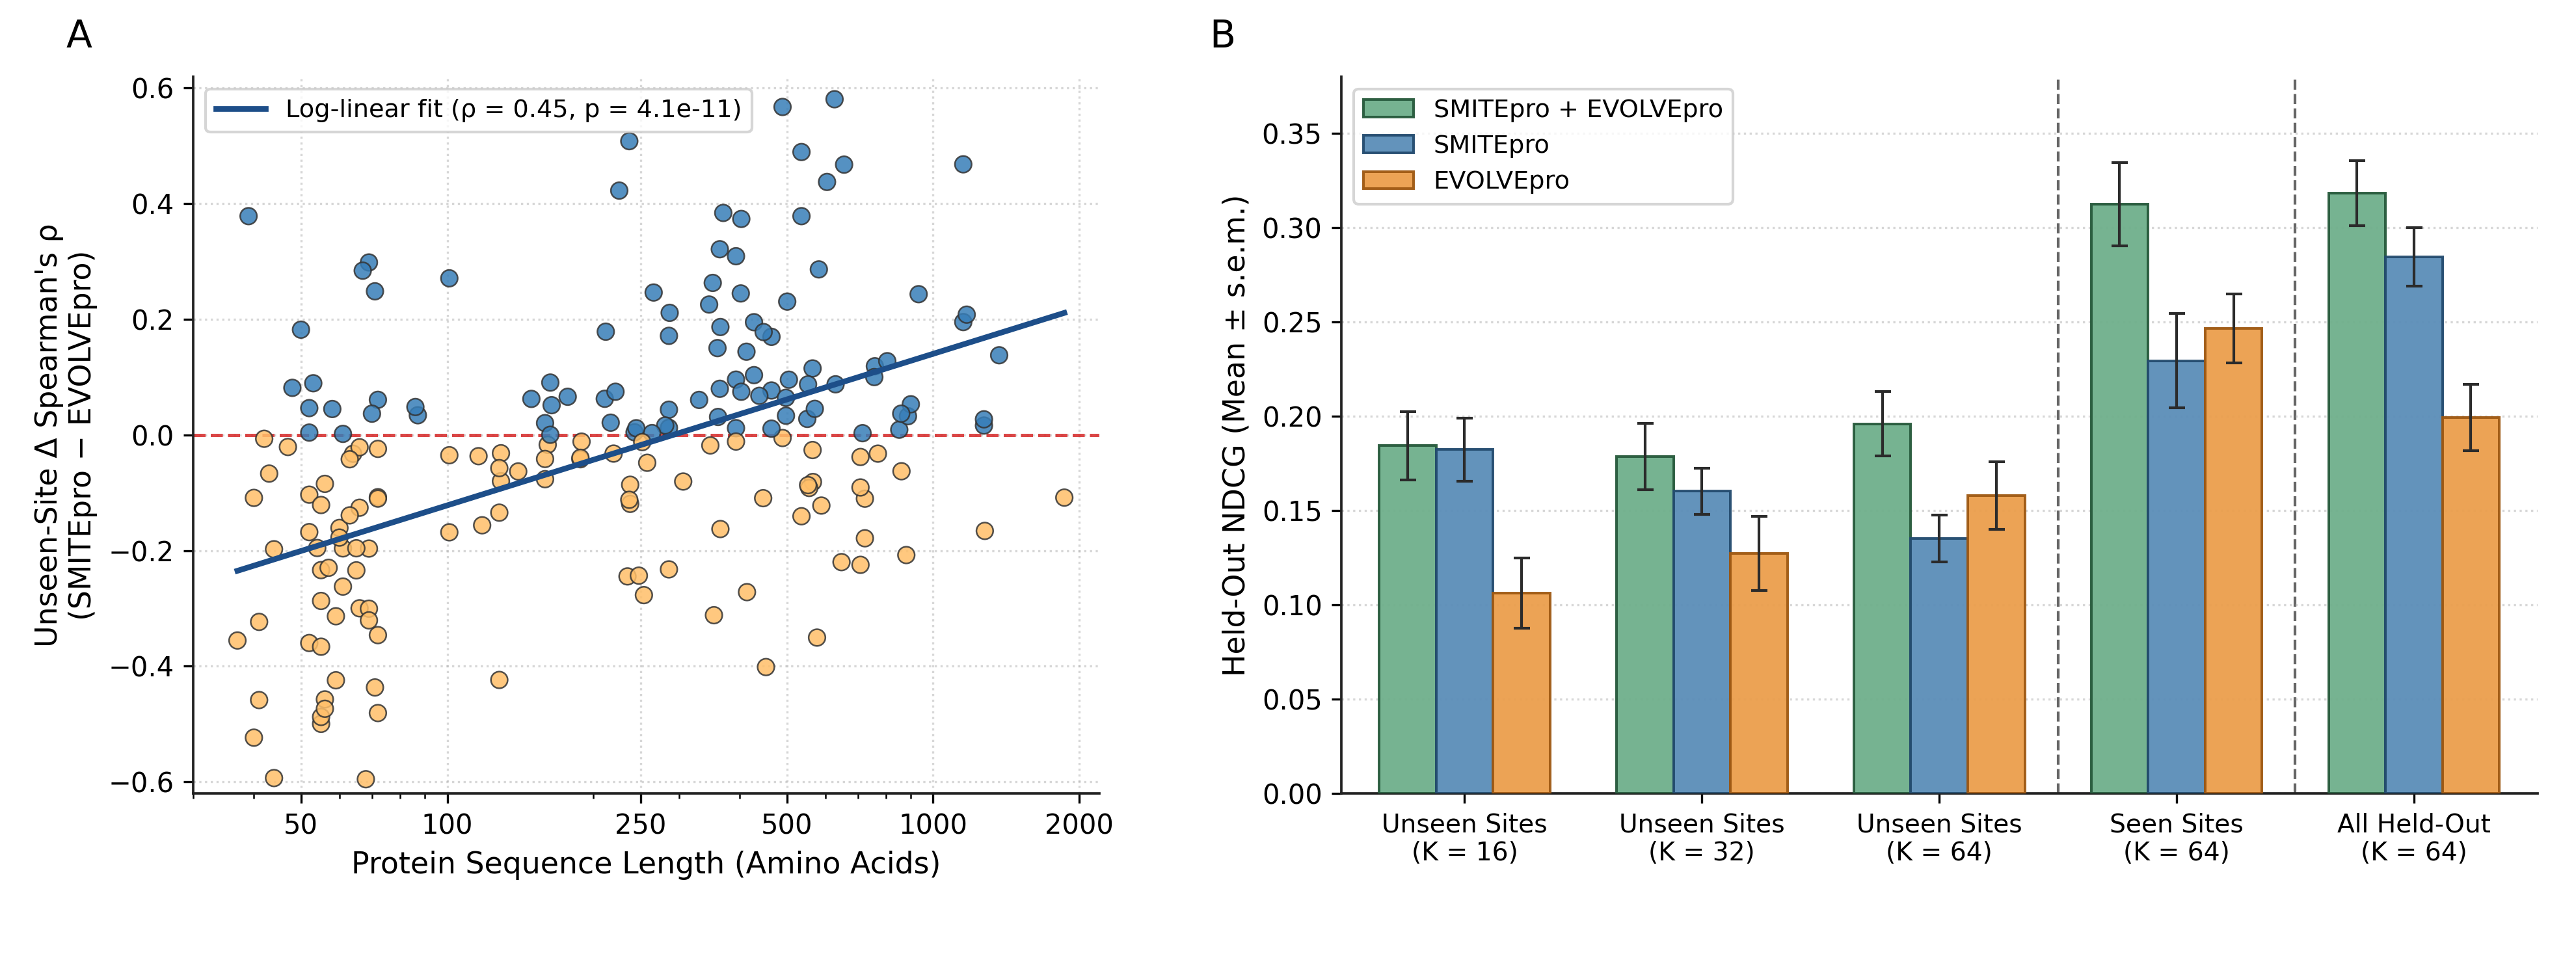 A
Unseen-Site Δ Spearman's ρ
(SMITEpro − EVOLVEpro)
0.6
0.4
0.2
0.0
−0.2
−0.4
−0.6
Log-linear fit (ρ = 0.45, p = 4.1e-11)
50 100 250 500 1000 2000
Protein Sequence Length (Amino Acids)
B
Held-Out NDCG (Mean ± s.e.m.)
0.35
0.30
0.25
0.20
0.15
0.10
0.05
0.00
SMITEpro + EVOLVEpro
SMITEpro
EVOLVEpro
Unseen Sites
(K = 16)
Unseen Sites
(K = 32)
Unseen Sites
(K = 64)
Seen Sites
(K = 64)
All Held-Out
(K = 64)